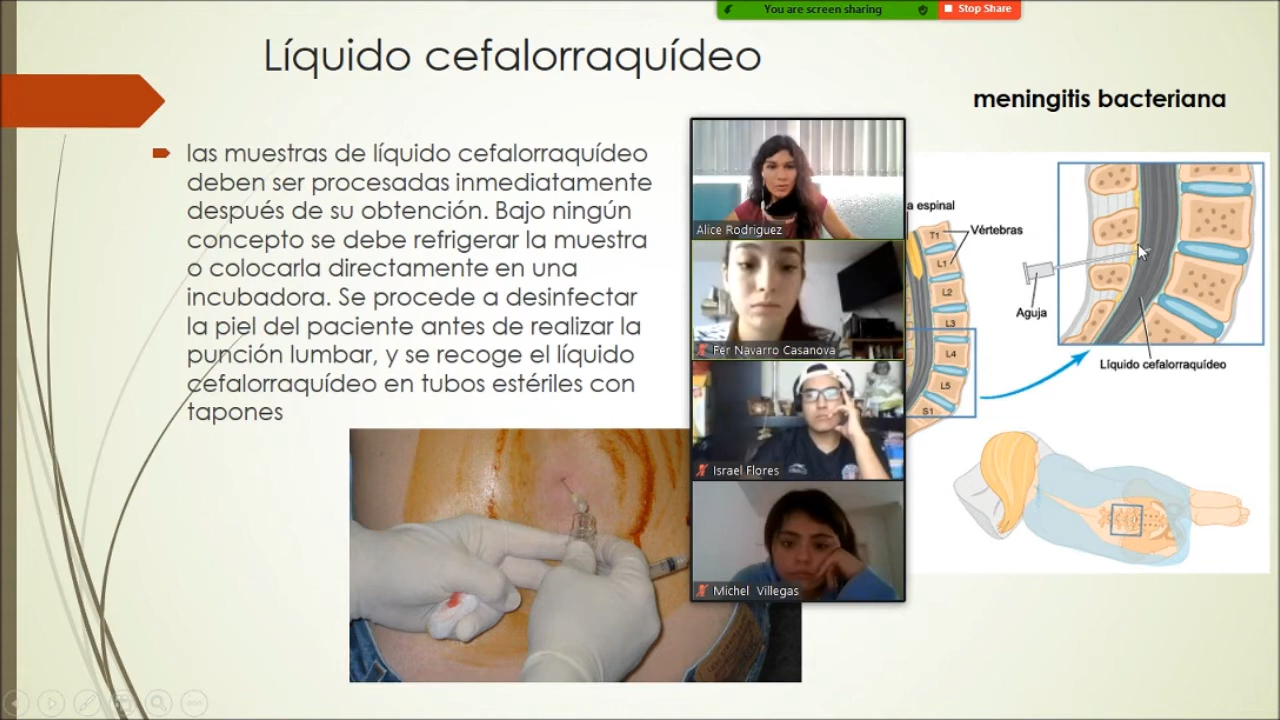 You are screen sharing
Stop Share
Líquido cefalorraquídeo
meningitis bacteriana
las muestras de líquido cefalorraquídeo
deben ser procesadas inmediatamente
después de su obtención. Bajo ningún
concepto se debe refrigerar la muestra
o colocarla directamente en una
incubadora. Se procede a desinfectar
la piel del paciente antes de realizar la
punción lumbar, y se recoge el líquido
cefalorraquídeo en tubos estériles con
tapones
Alice Rodriguez
Fer Navarro Casanova
Israel Flores
Michel Villegas
a espinal
Vértebras
T1
L1
L2
L3
L4
L5
S1
Aguja
Líquido cefalorraquídeo